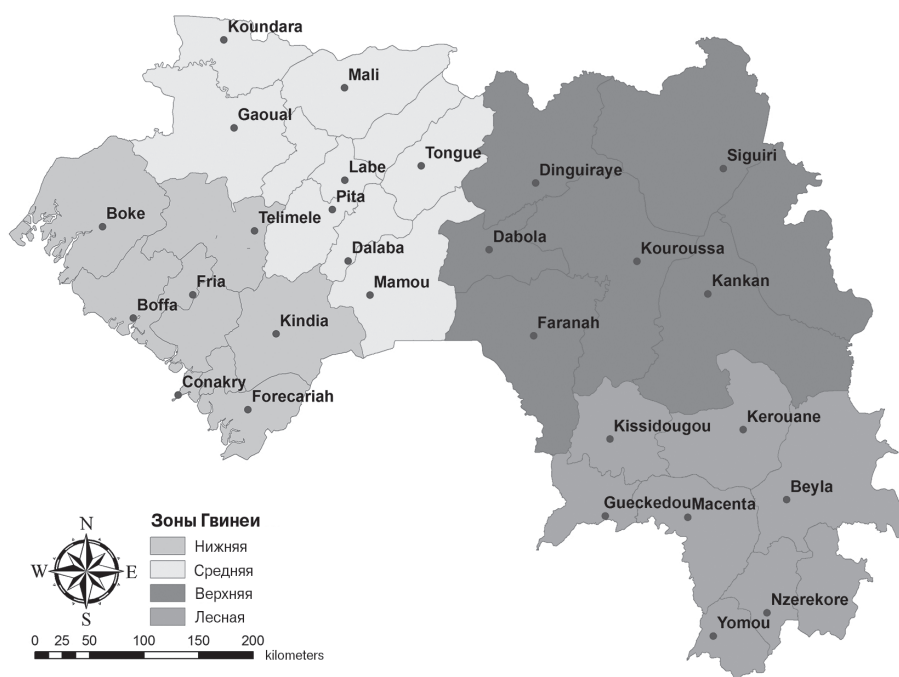 Koundara
Mali
Gaoual
Tongue
Labe
Siguiri
Dinguiraye
Pita
Boke
Telimele
Dabola
Dalaba
Kouroussa
Fria
Mamou
Kankan
Boffa
Kindia
Faranah
Conakry
Forecariah
Kissidougou
Kerouane
Beyla
Gueckedou Macenta
Nzerekore
Yomou
Зоны Гвинеи
Нижняя
Средняя
Верхняя
Лесная
N
W E
S
0 25 50 100 150 200
kilometers